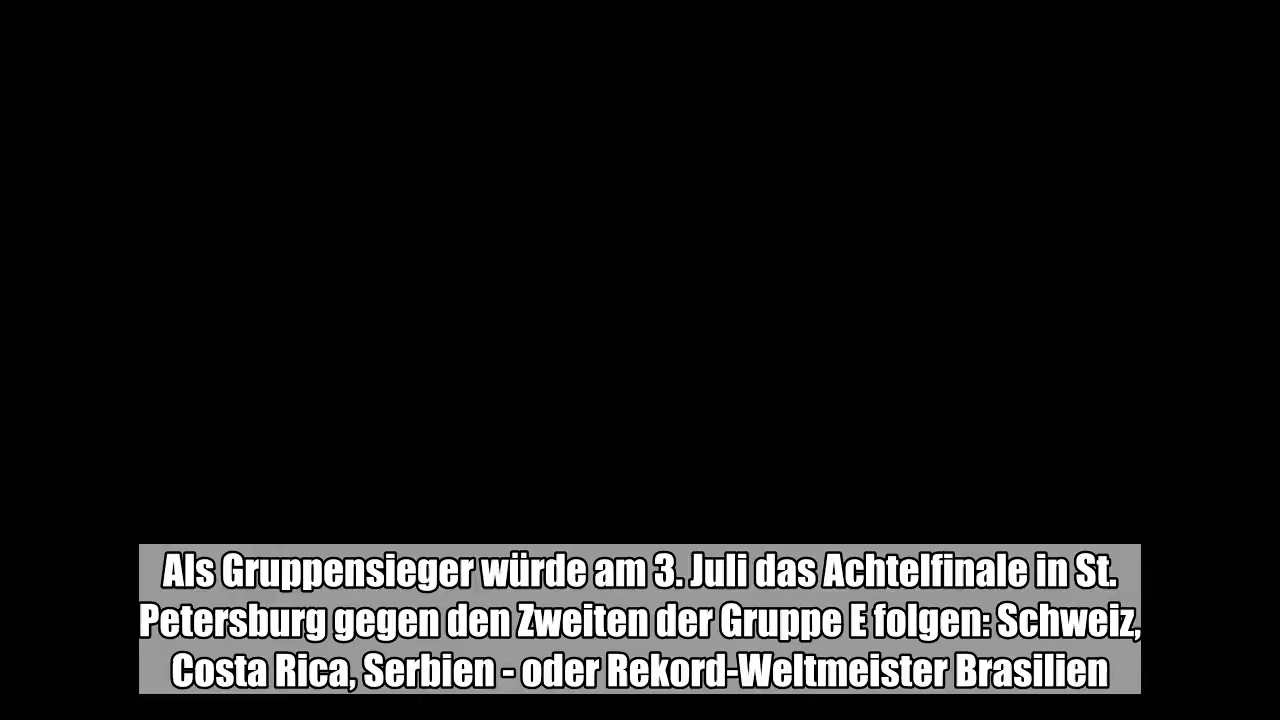 Als Gruppensieger würde am 3. Juli das Achtelfinale in St.
Petersburg gegen den Zweiten der Gruppe E folgen: Schweiz,
Costa Rica, Serbien - oder Rekord-Weltmeister Brasilien